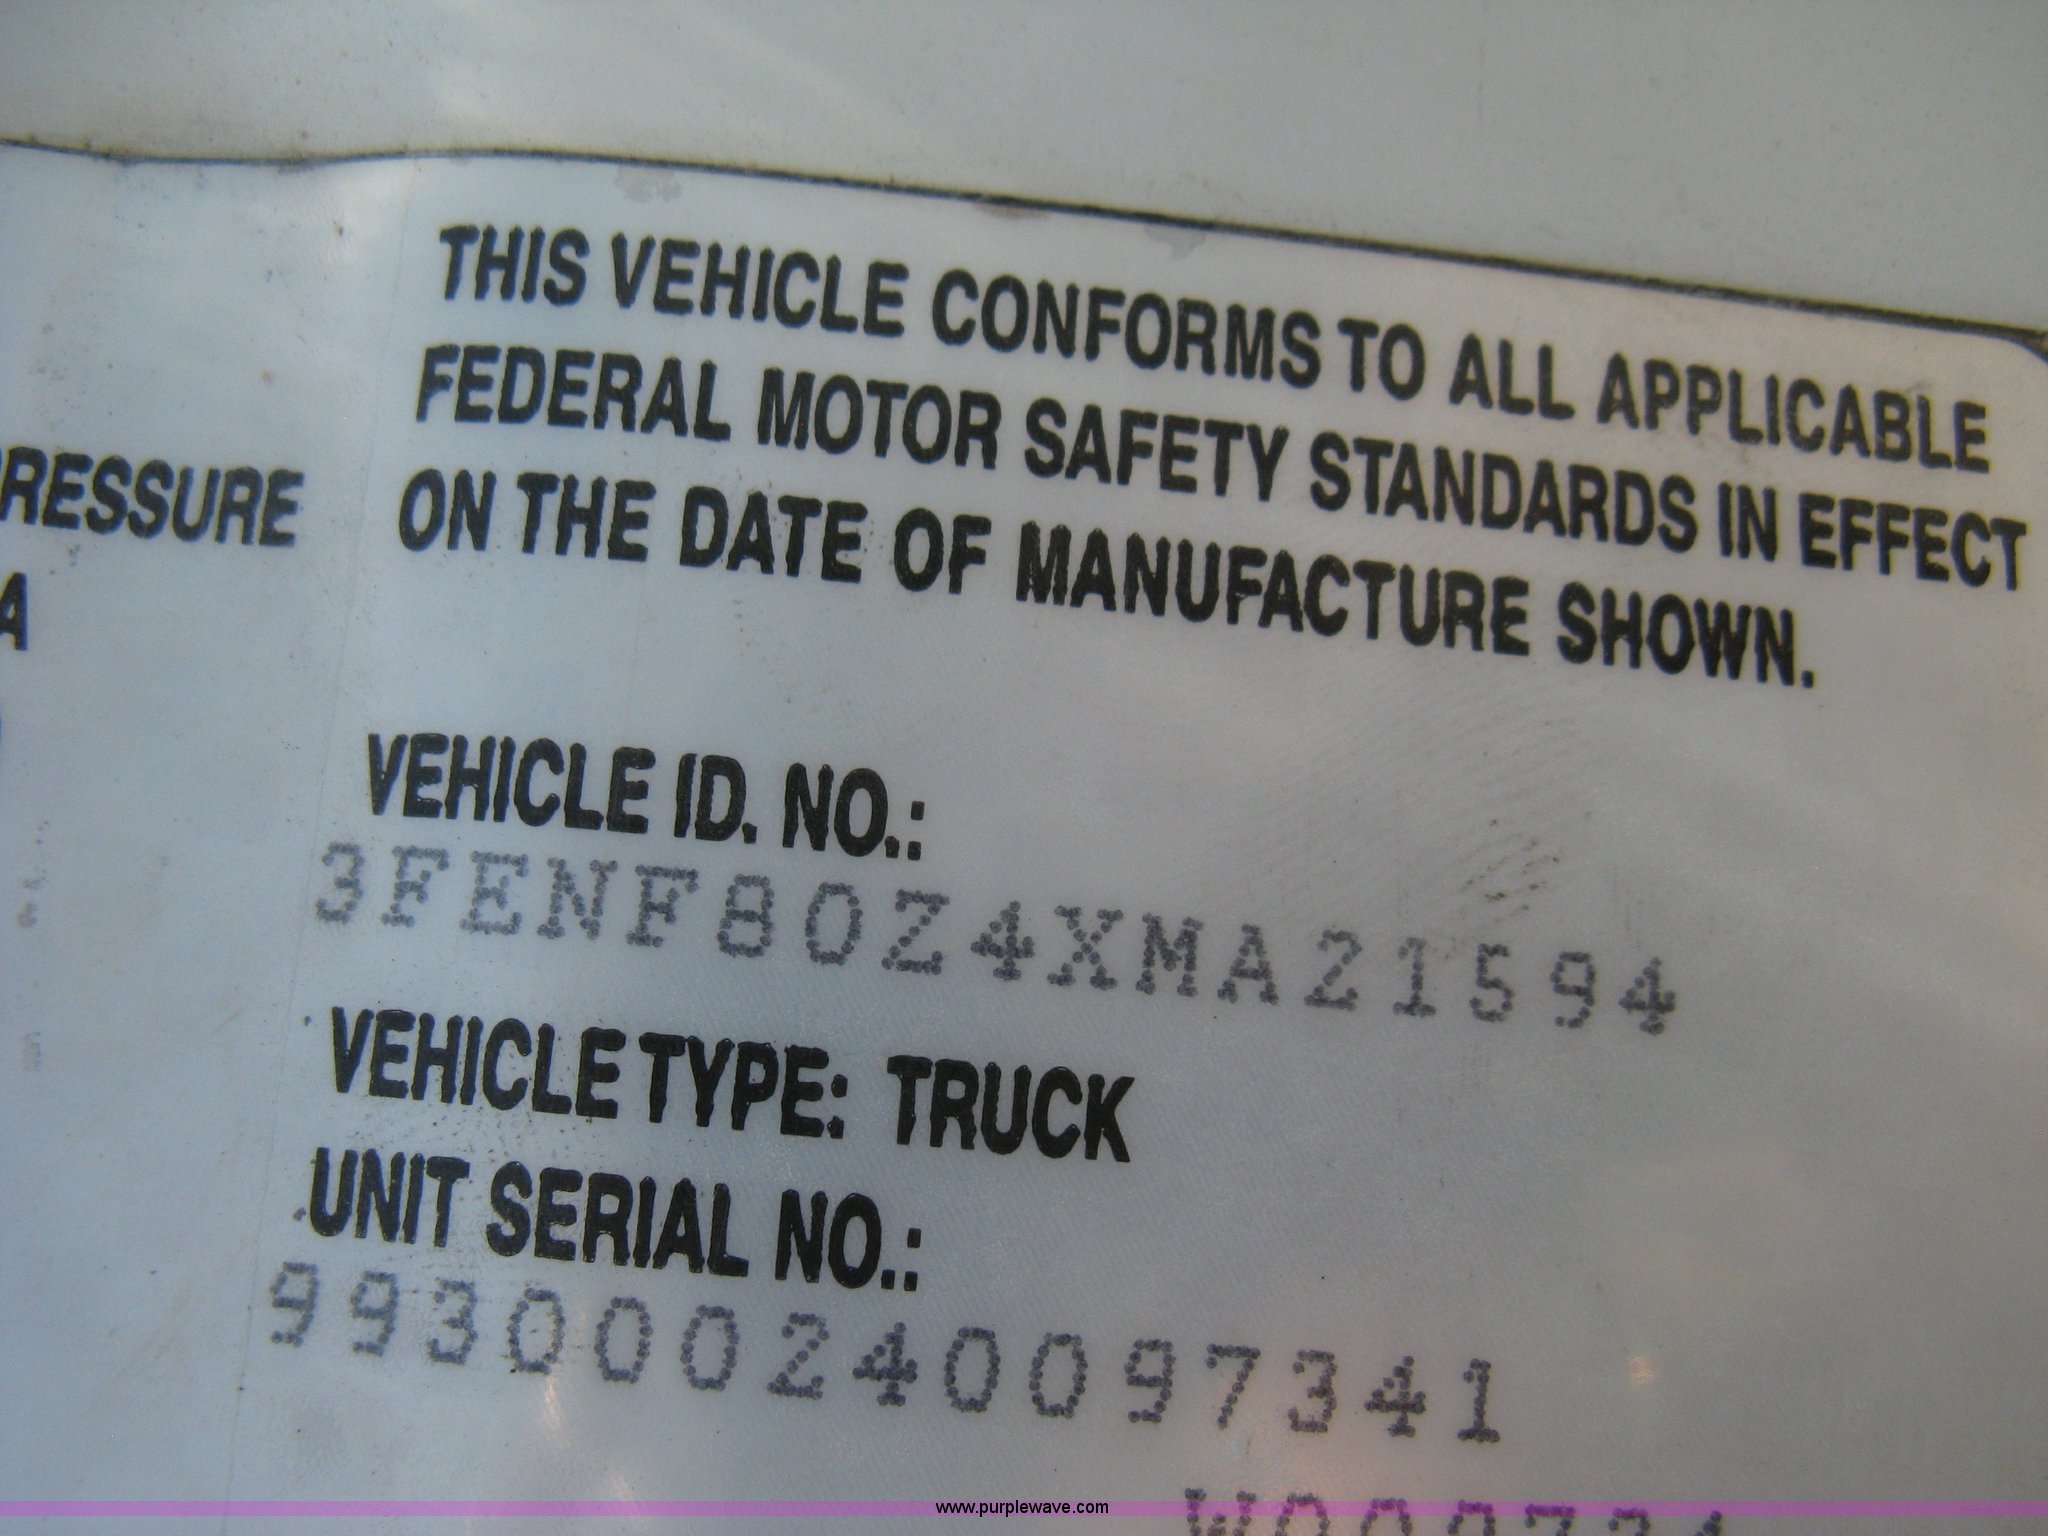 THIS VEHICLE CONFORMS TO ALL APPLICABLE
FEDERAL MOTOR SAFETY STANDARDS IN EFFECT
ON THE DATE OF MANUFACTURE SHOWN.
RESSURE
A
VEHICLE ID. NO.:
3FENF80Z4XMA21594
VEHICLE TYPE: TRUCK
UNIT SERIAL NO.:
993000240097341
www.purplewave.com